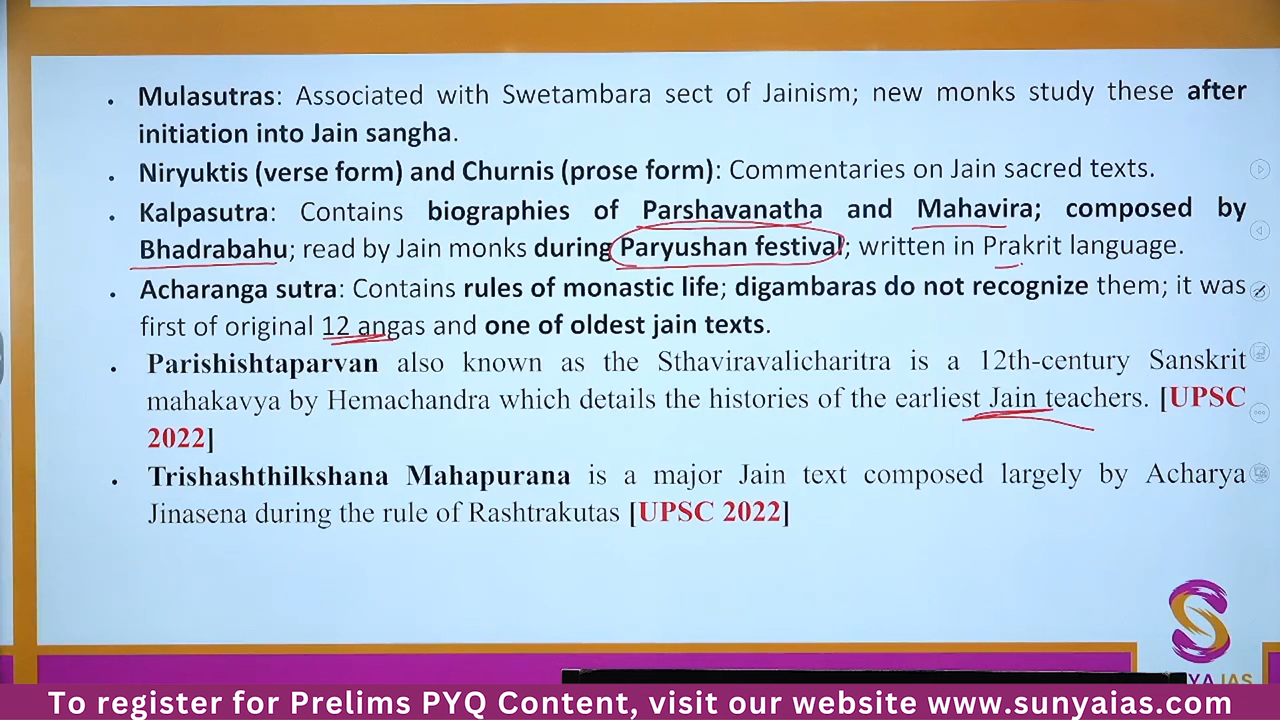 • Mulasutras: Associated with Swetambara sect of Jainism; new monks study these after
initiation into Jain sangha.
• Niryuktis (verse form) and Churnis (prose form): Commentaries on Jain sacred texts.
• Kalpasutra: Contains biographies of Parshavanatha and Mahavira; composed by
Bhadrabahu; read by Jain monks during Paryushan festival; written in Prakrit language.
• Acharanga sutra: Contains rules of monastic life; digambaras do not recognize them; it was
first of original 12 angas and one of oldest jain texts.
• Parishishtaparvan also known as the Sthaviravalicharitra is a 12th-century Sanskrit
mahakavya by Hemachandra which details the histories of the earliest Jain teachers. [UPSC
2022]
• Trishashthilkshana Mahapurana is a major Jain text composed largely by Acharya
Jinasena during the rule of Rashtrakutas [UPSC 2022]
YA IAS
To register for Prelims PYQ Content, visit our website www.sunyaias.com